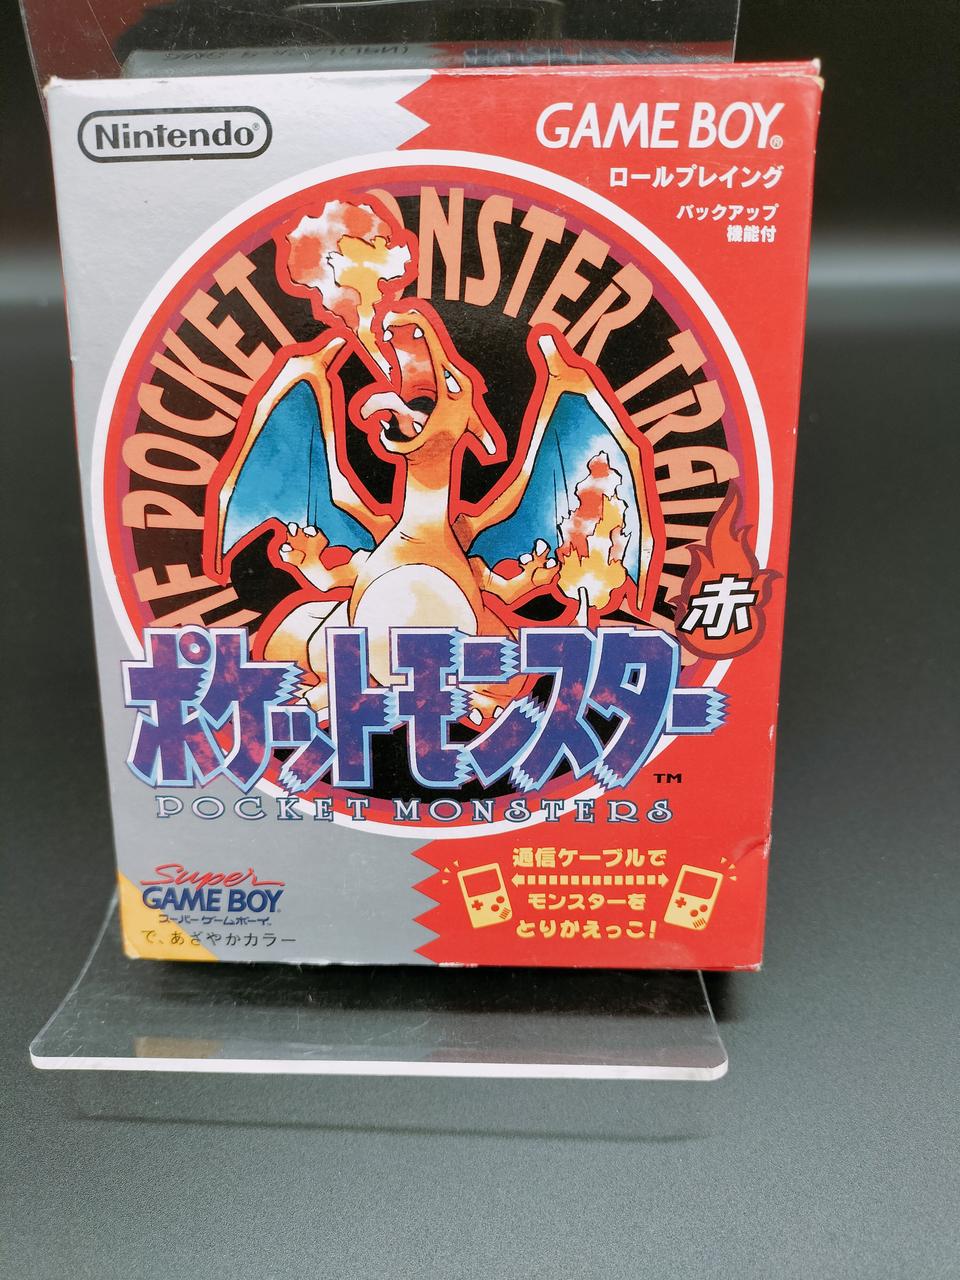 Nintendo®
GAME BOY®
ロールプレイング
バックアップ
機能付
POCKET MONSTER
赤
ポケットモンスター
TM
POCKET MONSTERS
Super
GAME BOY
スーパーゲームボーイ
で、あざやかカラー
通信ケーブルで
モンスターを
とりかえっこ!